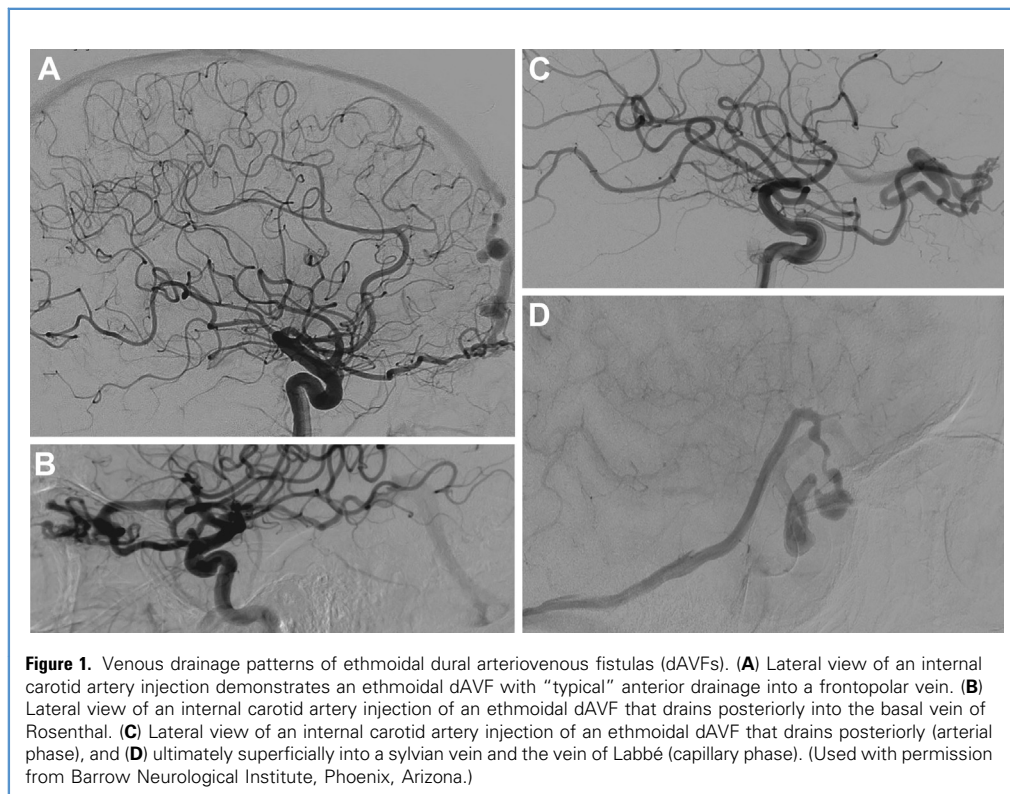 A
C
B
D
Figure 1. Venous drainage patterns of ethmoidal dural arteriovenous fistulas (dAVFs). (A) Lateral view of an internal
carotid artery injection demonstrates an ethmoidal dAVF with “typical” anterior drainage into a frontopolar vein. (B)
Lateral view of an internal carotid artery injection of an ethmoidal dAVF that drains posteriorly into the basal vein of
Rosenthal. (C) Lateral view of an internal carotid artery injection of an ethmoidal dAVF that drains posteriorly (arterial
phase), and (D) ultimately superficially into a sylvian vein and the vein of Labbé (capillary phase). (Used with permission
from Barrow Neurological Institute, Phoenix, Arizona.)